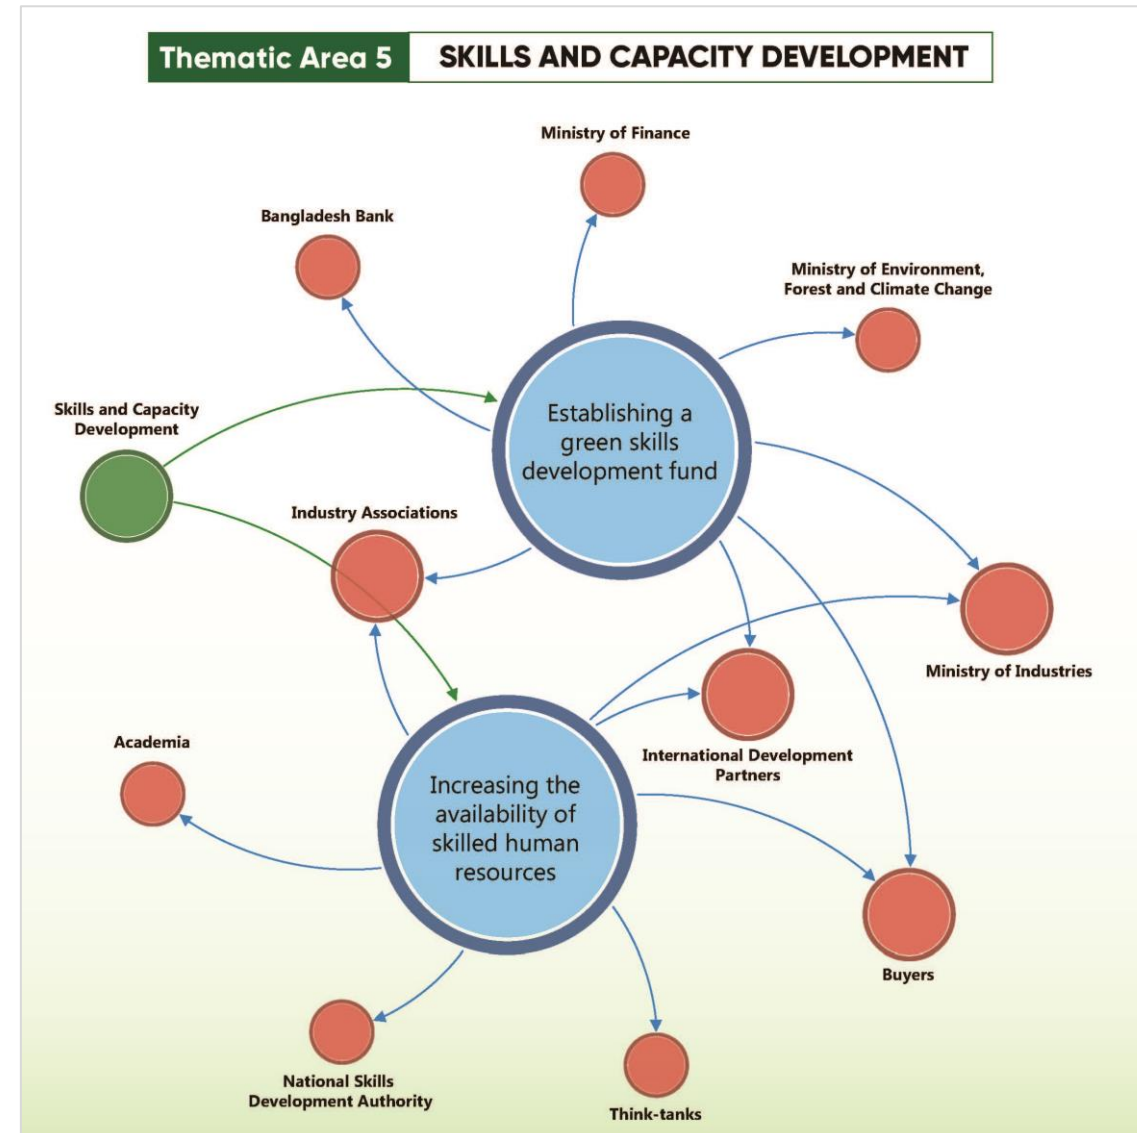 Thematic Area 5
SKILLS AND CAPACITY DEVELOPMENT
Ministry of Finance
Bangladesh Bank
Ministry of Environment,
Forest and Climate Change
Skills and Capacity
Development
Establishing a
green skills
development fund
Industry Associations
Ministry of Industries
Academia
International Development
Partners
Increasing the
availability of
skilled human
resources
Buyers
National Skills
Development Authority
Think-tanks